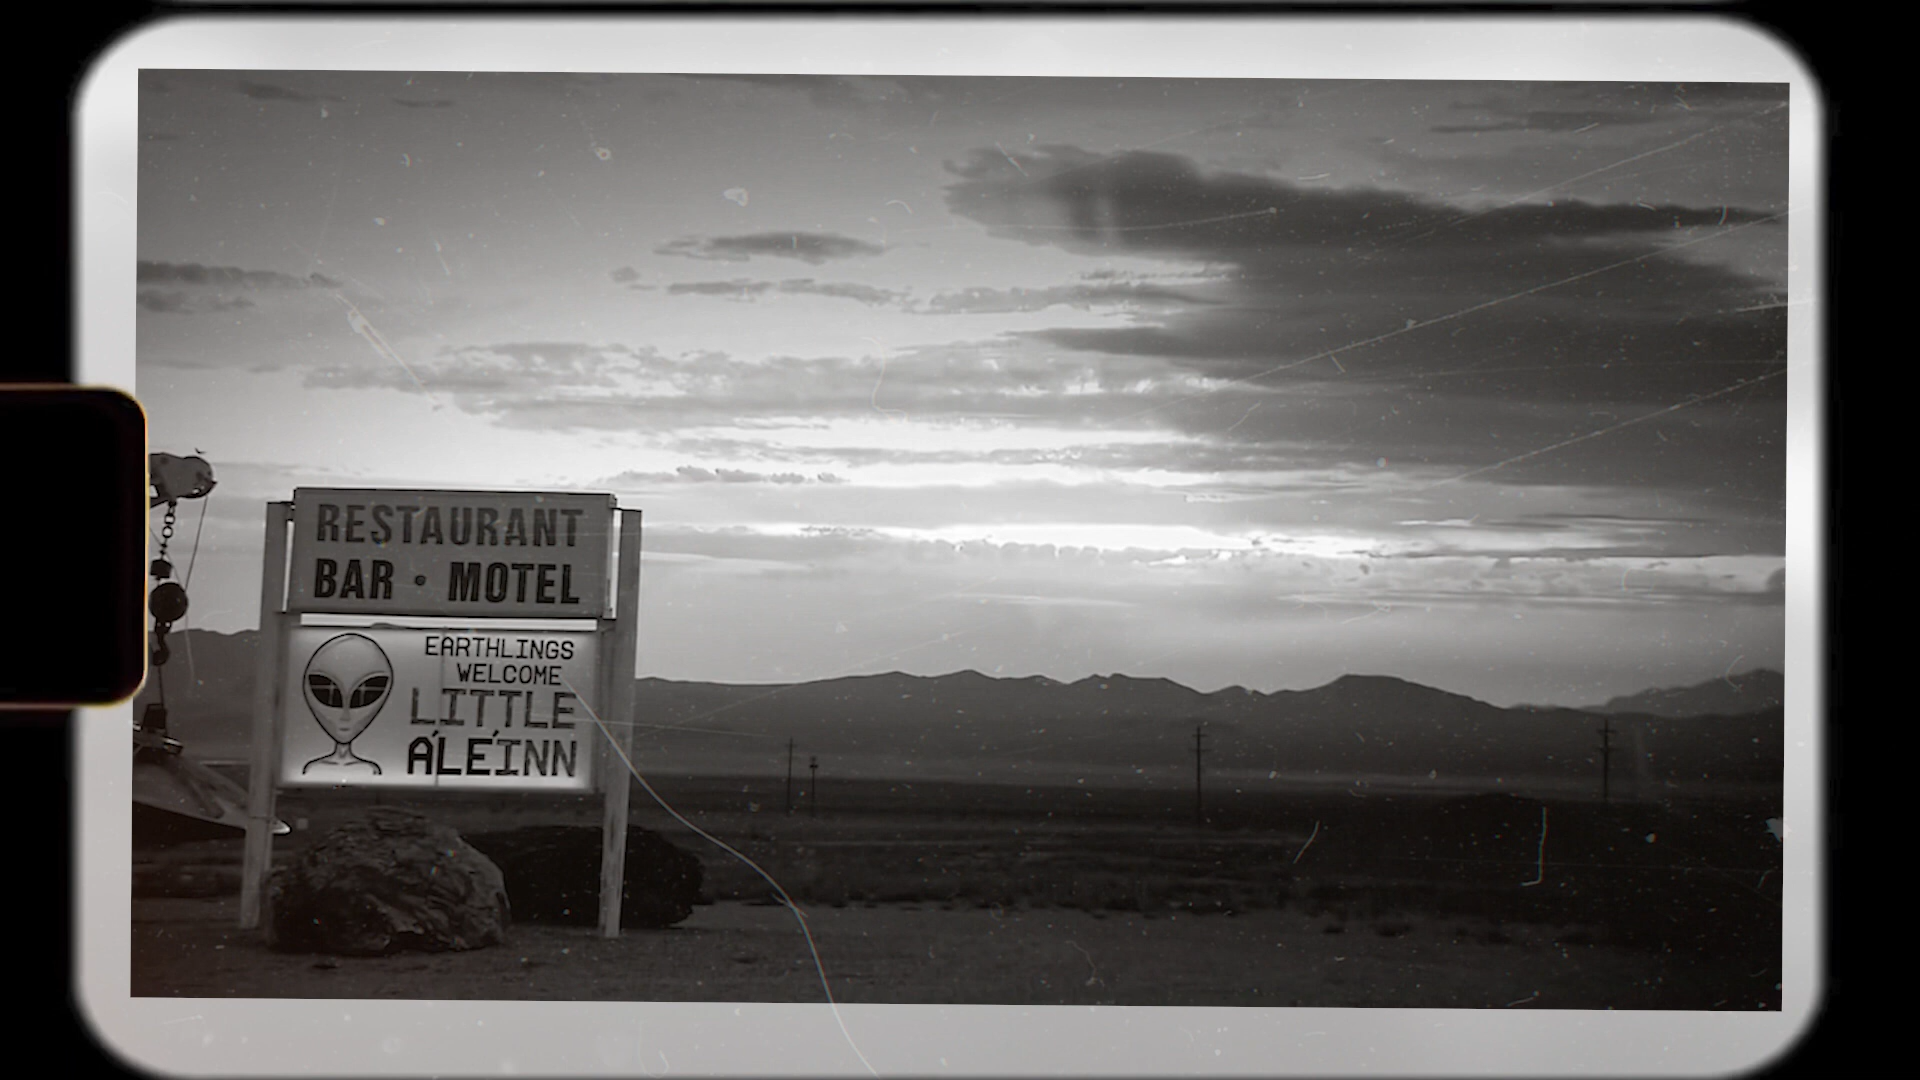 RESTAURANT
BAR • MOTEL
EARTHLINGS
WELCOME
LITTLE
A'LE'INN